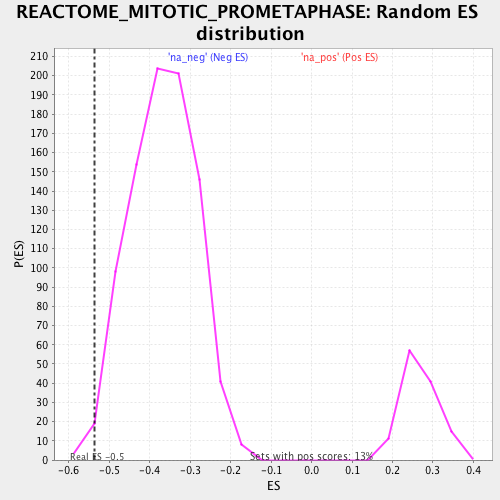 REACTOME_MITOTIC_PROMETAPHASE: Random ES
distribution
'na_neg' (Neg ES)
'na_pos' (Pos ES)
P(ES)
210
200
190
180
170
160
150
140
130
120
110
100
90
80
70
60
50
40
30
20
10
0
Real ES -0.5
Sets with pos scores: 13%
-0.6 -0.5 -0.4 -0.3 -0.2 -0.1 0.0 0.1 0.2 0.3 0.4
ES